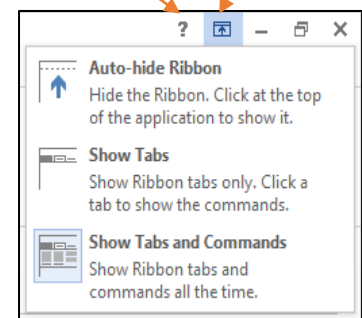 ?
Auto-hide Ribbon
Hide the Ribbon. Click at the top
of the application to show it.
Show Tabs
Show Ribbon tabs only. Click a
tab to show the commands.
Show Tabs and Commands
Show Ribbon tabs and
commands all the time.